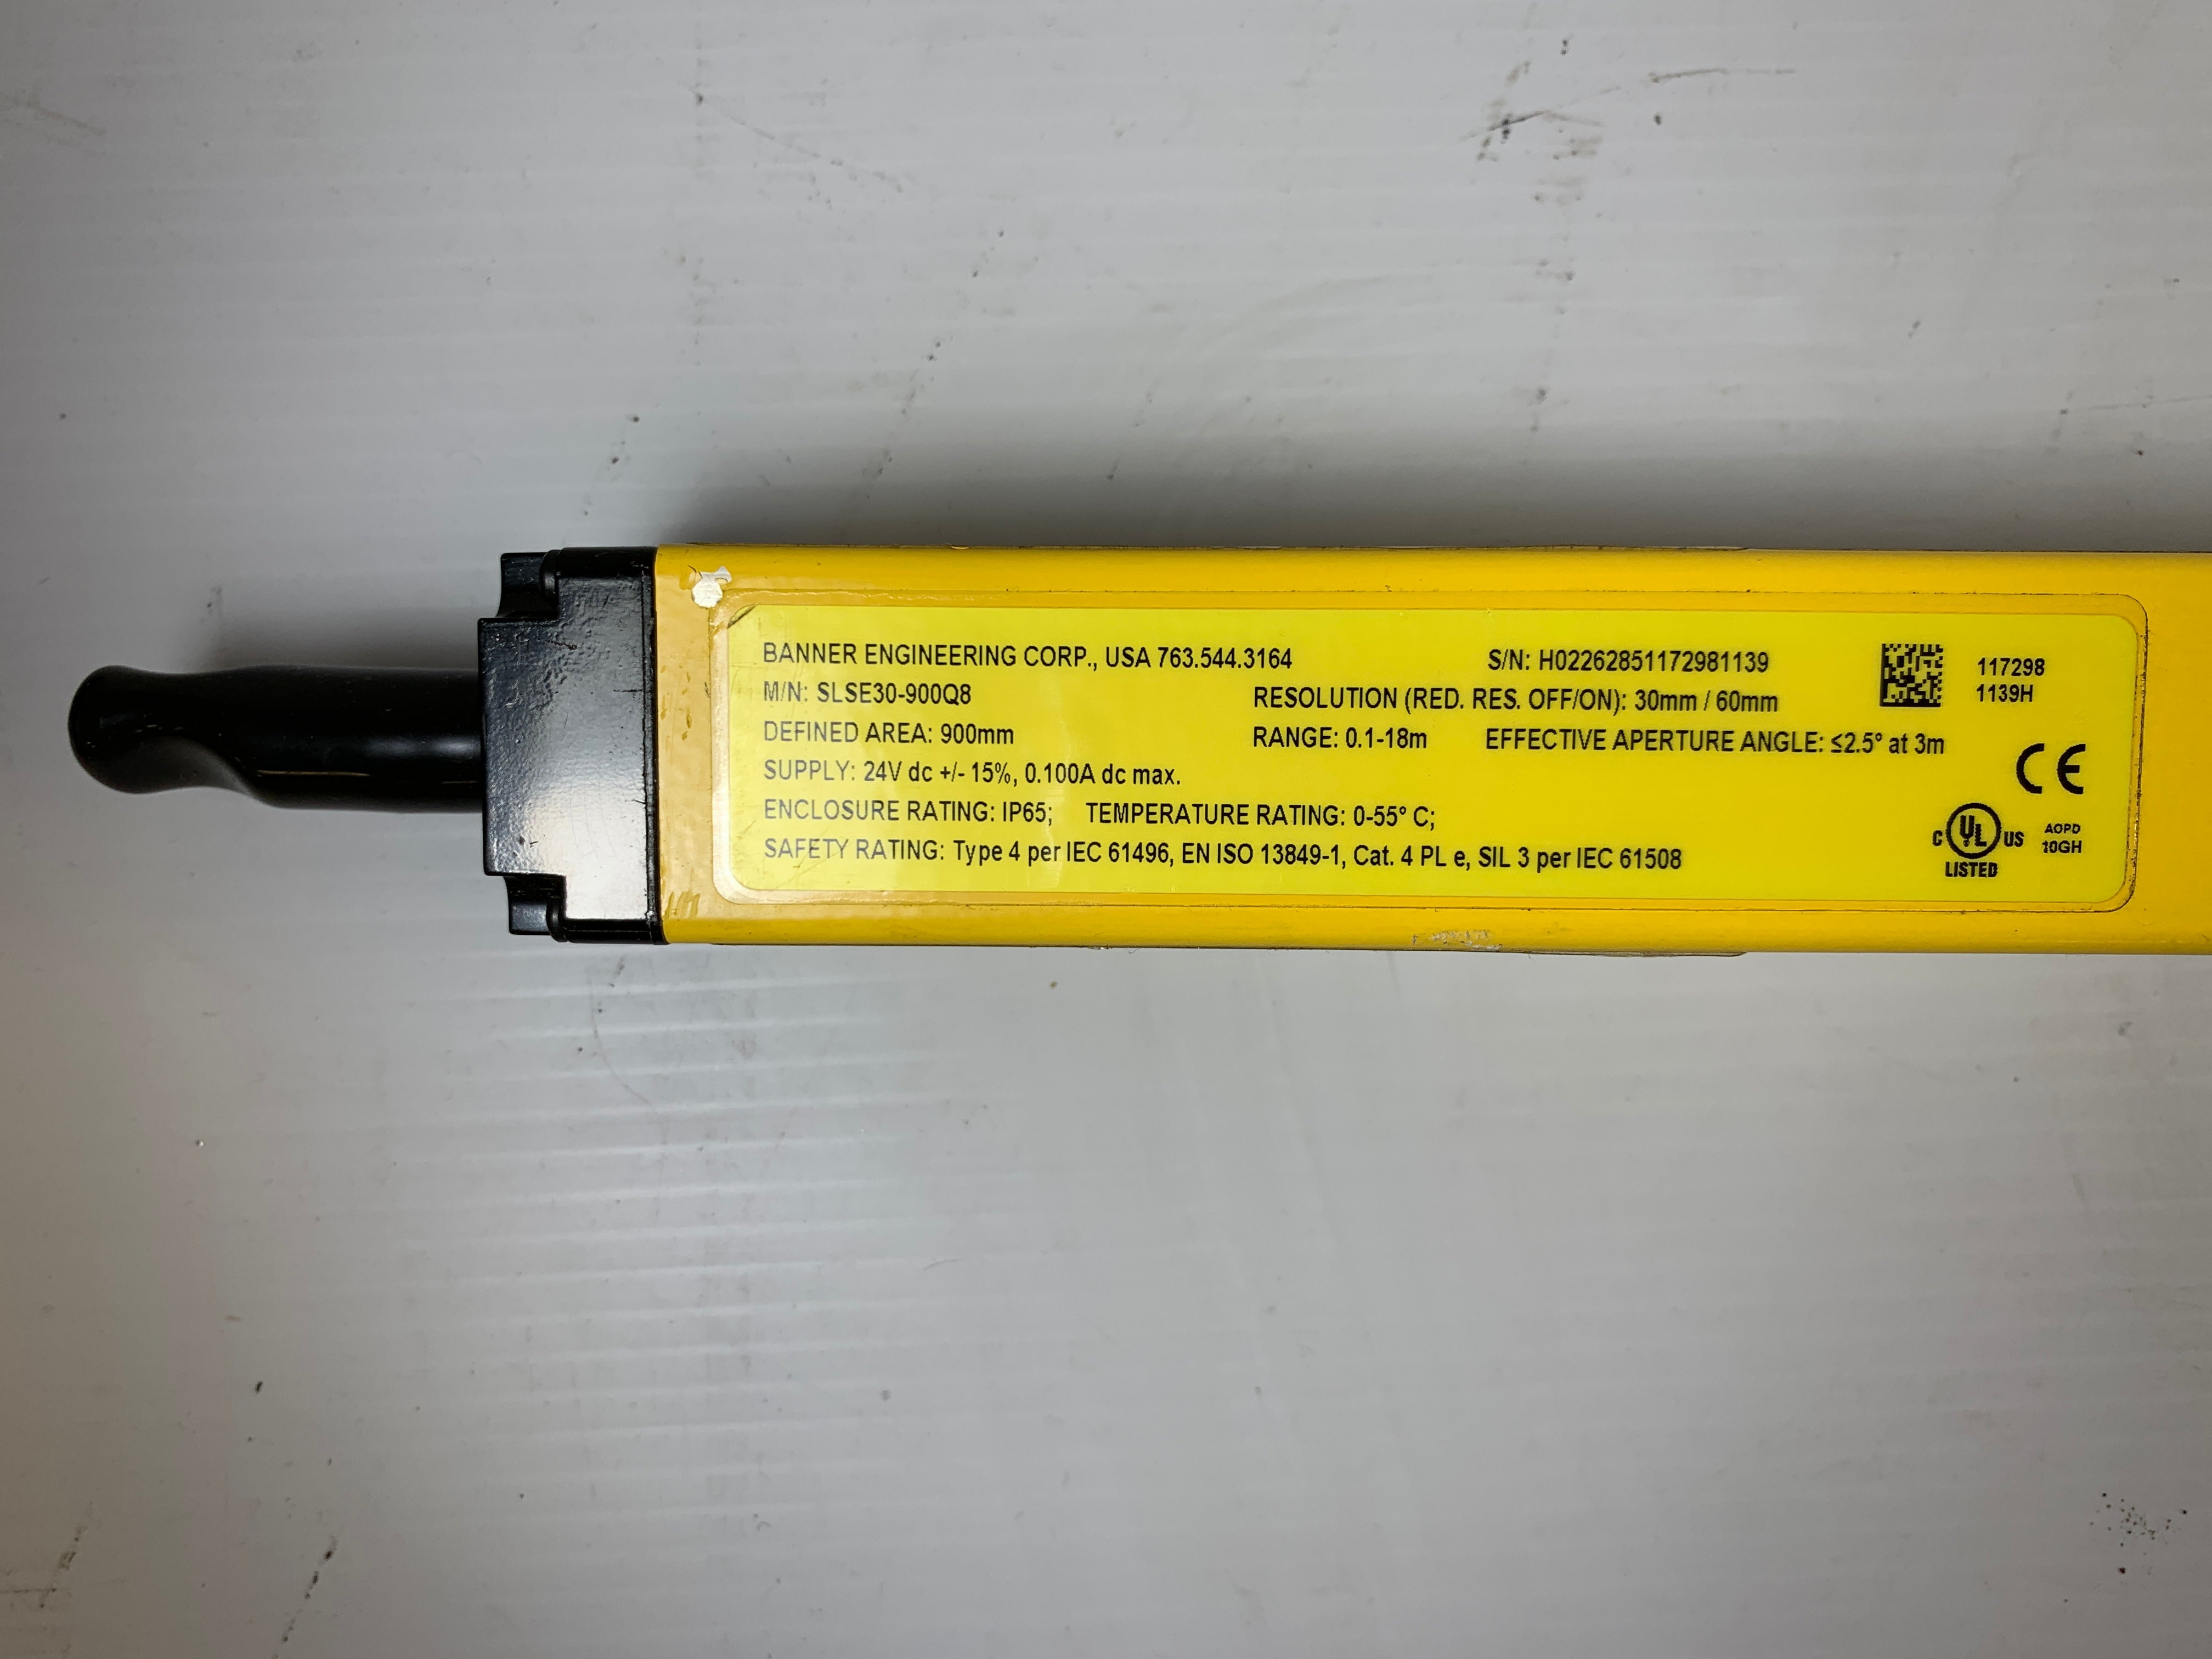 BANNER ENGINEERING CORP., USA 763.544.3164 S/N: H02262851172981139
117298
1139H
M/N: SLSE30-900Q8 RESOLUTION (RED. RES. OFF/ON): 30mm / 60mm
DEFINED AREA: 900mm RANGE: 0.1-18m EFFECTIVE APERTURE ANGLE: ≤2.5° at 3m
SUPPLY: 24V dc +/- 15%, 0.100A dc max.
CE
ENCLOSURE RATING: IP65; TEMPERATURE RATING: 0-55° C;
SAFETY RATING: Type 4 per IEC 61496, EN ISO 13849-1, Cat. 4 PL e, SIL 3 per IEC 61508
C UL US
LISTED
AOPD
10GH